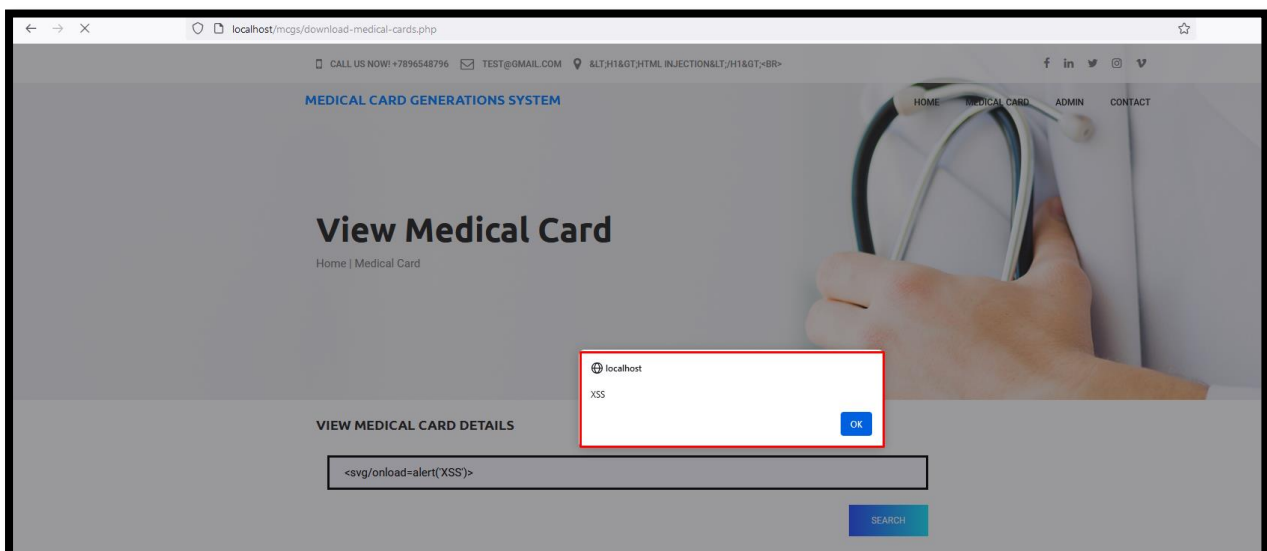 localhost/mcgs/download-medical-cards.php
CALL US NOW! +7896548796 TEST@GMAIL.COM &LT;H1&GT;HTML INJECTION&LT;/H1&GT;<BR>
MEDICAL CARD GENERATIONS SYSTEM
HOME MEDICAL CARD ADMIN CONTACT
View Medical Card
Home | Medical Card
localhost
XSS
OK
VIEW MEDICAL CARD DETAILS
<svg/onload=alert('XSS')>
SEARCH